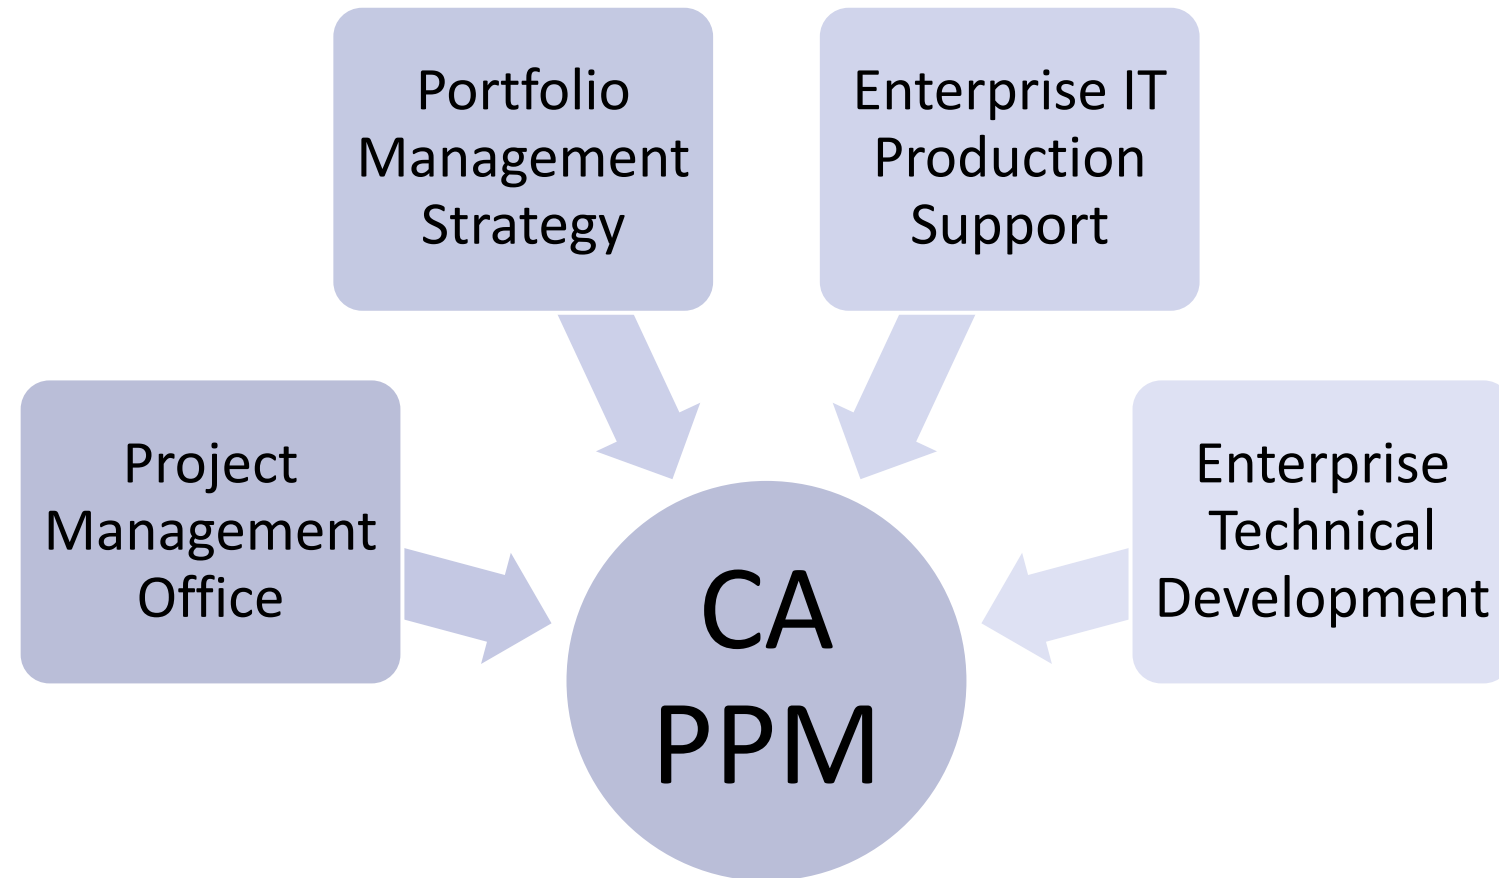 Portfolio
Management
Strategy
Enterprise IT
Production
Support
Project
Management
Office
Enterprise
Technical
Development
CA
PPM